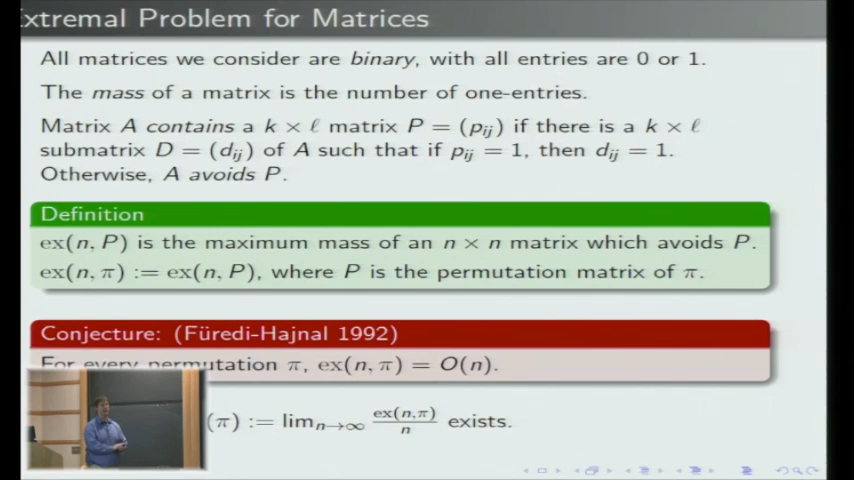 Extremal Problem for Matrices
All matrices we consider are binary, with all entries are 0 or 1.
The mass of a matrix is the number of one-entries.
Matrix A contains a k × ℓ matrix P = (pᵢⱼ) if there is a k × ℓ
submatrix D = (dᵢⱼ) of A such that if pᵢⱼ = 1, then dᵢⱼ = 1.
Otherwise, A avoids P.
Definition
ex(n, P) is the maximum mass of an n × n matrix which avoids P.
ex(n, π) := ex(n, P), where P is the permutation matrix of π.
Conjecture: (Füredi-Hajnal 1992)
For every permutation π, ex(n, π) = O(n).
(π) := limₙ→∞ ex(n,π)/n exists.